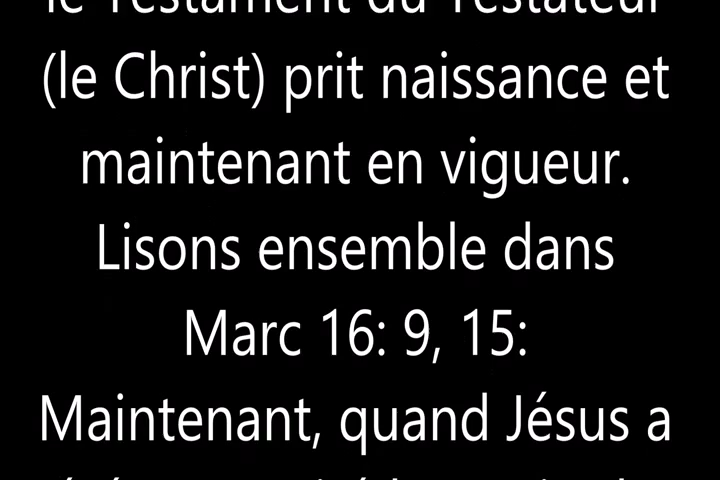 le Testament du Testateur
(le Christ) prit naissance et
maintenant en vigueur.
Lisons ensemble dans
Marc 16: 9, 15:
Maintenant, quand Jésus a